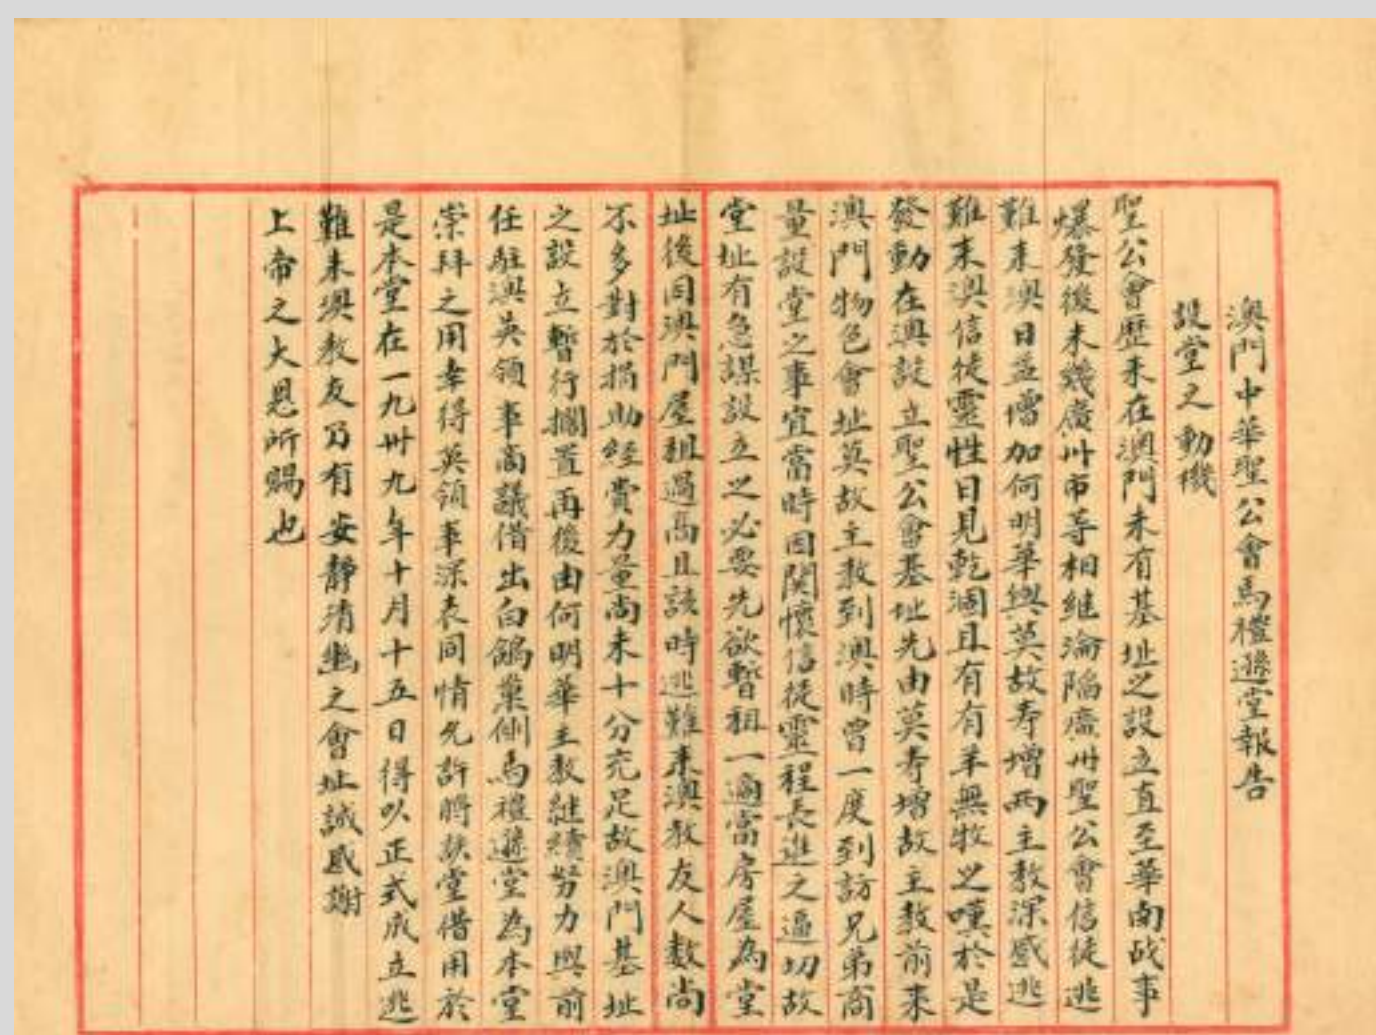 澳門中華聖公會馬禮遜堂報告
設堂之動機
聖公會歷來在澳門未有基址之設立直至華南战事
爆發後未幾廣州市等相継淪陷廣州聖公會信徒逃
難來澳日益增加何明華與莫故寿增两主教深感逃
難來澳信徒靈性日見乾涸且有有羊無牧之嘆於是
發動在澳設立聖公會基址先由莫寿增故主教前来
澳門物色會址莫故主教到澳時曾一度到訪兄弟商
量設堂之事宜當時因関懷信徒靈程長進之逼切故
堂址有急謀設立之必要先欲暫租一適當房屋為堂
址後因澳門屋租過高且該時逃難來澳教友人数尚
不多對於捐助經費力量尚未十分充足故澳門基址
之設立暫行擱置再後由何明華主教継續努力與前
任駐澳英領事商議借出白鴿巢側馬禮遜堂為本堂
崇拜之用幸得英領事深表同情允許將該堂借用於
是本堂在一九卅九年十月十五日得以正式成立逃
難來澳教友乃有安靜清幽之會址誠感謝
上帝之大恩所賜也